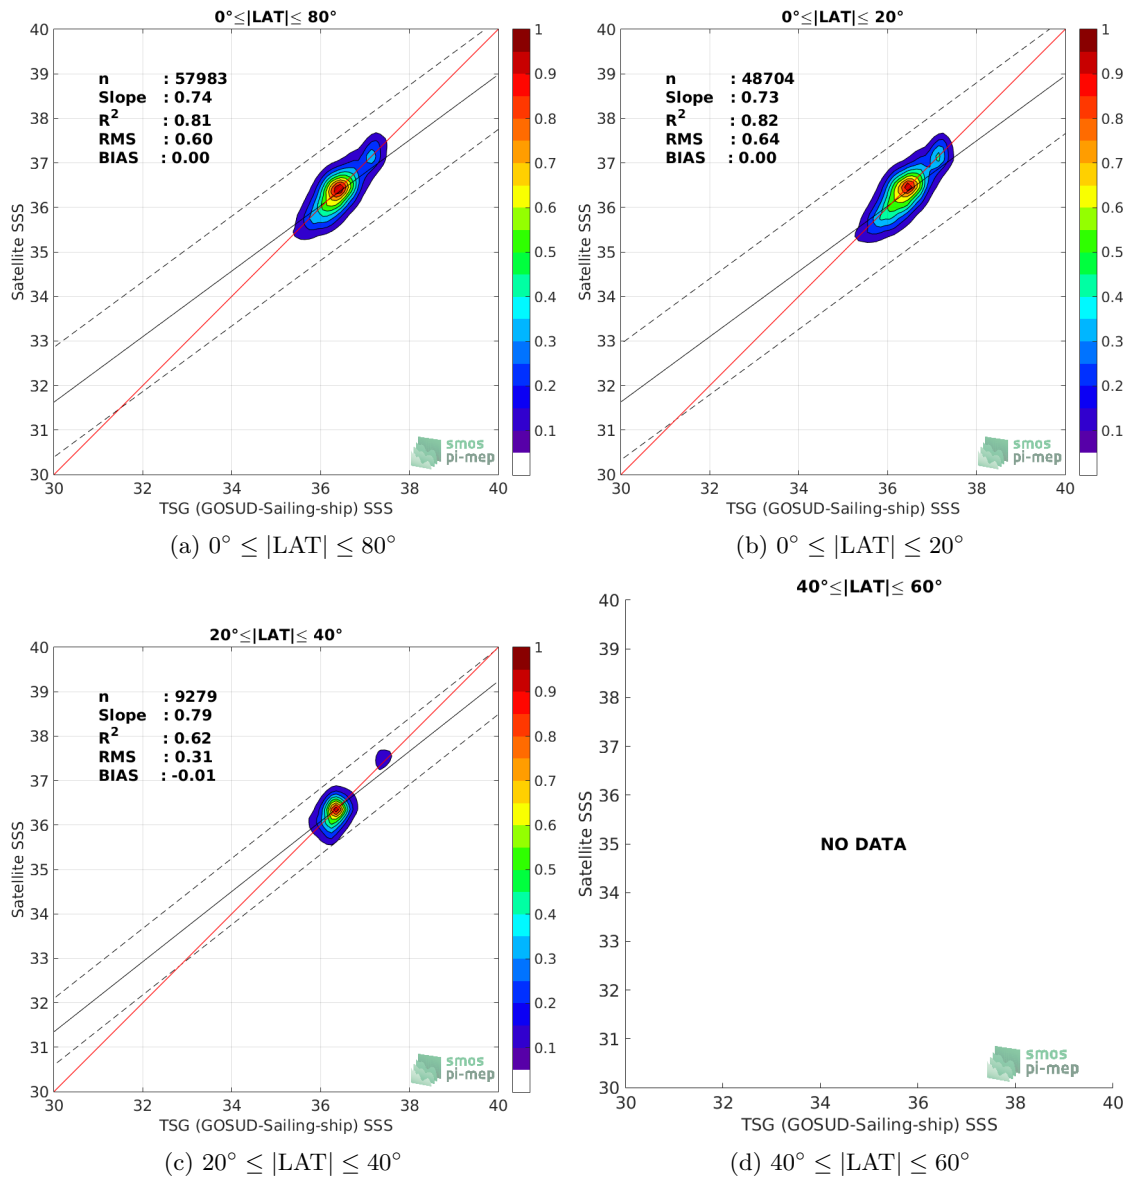 0°≤|LAT|≤ 80°
40
39
38
37
36
35
34
33
32
31
30
Satellite SSS
n : 57983
Slope : 0.74
R² : 0.81
RMS : 0.60
BIAS : 0.00
smos
pi-mep
30 32 34 36 38 40
TSG (GOSUD-Sailing-ship) SSS
1
0.9
0.8
0.7
0.6
0.5
0.4
0.3
0.2
0.1
(a) 0° ≤ |LAT| ≤ 80°
0°≤|LAT|≤ 20°
40
39
38
37
36
35
34
33
32
31
30
Satellite SSS
n : 48704
Slope : 0.73
R² : 0.82
RMS : 0.64
BIAS : 0.00
smos
pi-mep
30 32 34 36 38 40
TSG (GOSUD-Sailing-ship) SSS
1
0.9
0.8
0.7
0.6
0.5
0.4
0.3
0.2
0.1
(b) 0° ≤ |LAT| ≤ 20°
20°≤|LAT|≤ 40°
40
39
38
37
36
35
34
33
32
31
30
Satellite SSS
n : 9279
Slope : 0.79
R² : 0.62
RMS : 0.31
BIAS : -0.01
smos
pi-mep
30 32 34 36 38 40
TSG (GOSUD-Sailing-ship) SSS
1
0.9
0.8
0.7
0.6
0.5
0.4
0.3
0.2
0.1
(c) 20° ≤ |LAT| ≤ 40°
40°≤|LAT|≤ 60°
40
39
38
37
36
35
34
33
32
31
30
Satellite SSS
NO DATA
smos
pi-mep
30 32 34 36 38 40
TSG (GOSUD-Sailing-ship) SSS
(d) 40° ≤ |LAT| ≤ 60°